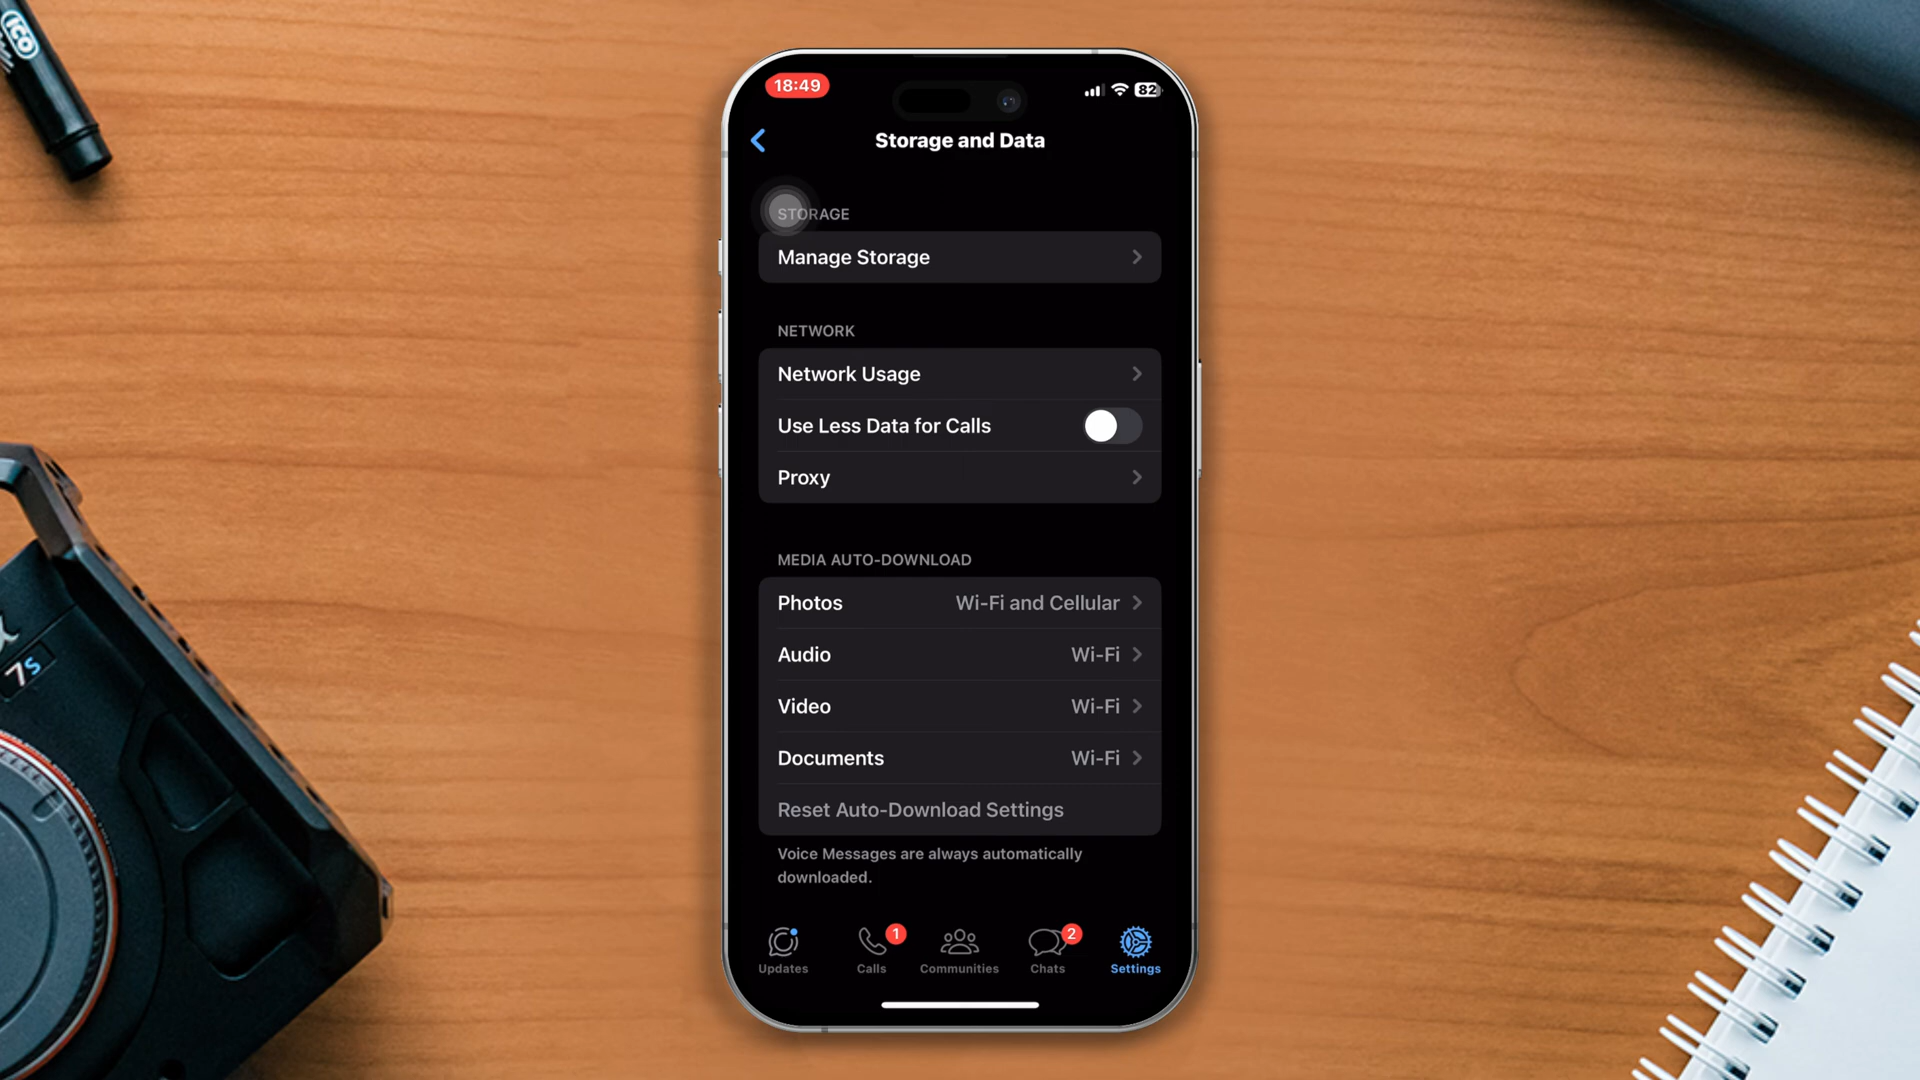 ICO
18:49
82
Storage and Data
STORAGE
Manage Storage
NETWORK
Network Usage
Use Less Data for Calls
Proxy
MEDIA AUTO-DOWNLOAD
Photos Wi-Fi and Cellular
Audio Wi-Fi
Video Wi-Fi
Documents Wi-Fi
Reset Auto-Download Settings
Voice Messages are always automatically
downloaded.
1
2
Updates Calls Communities Chats Settings
α
7s